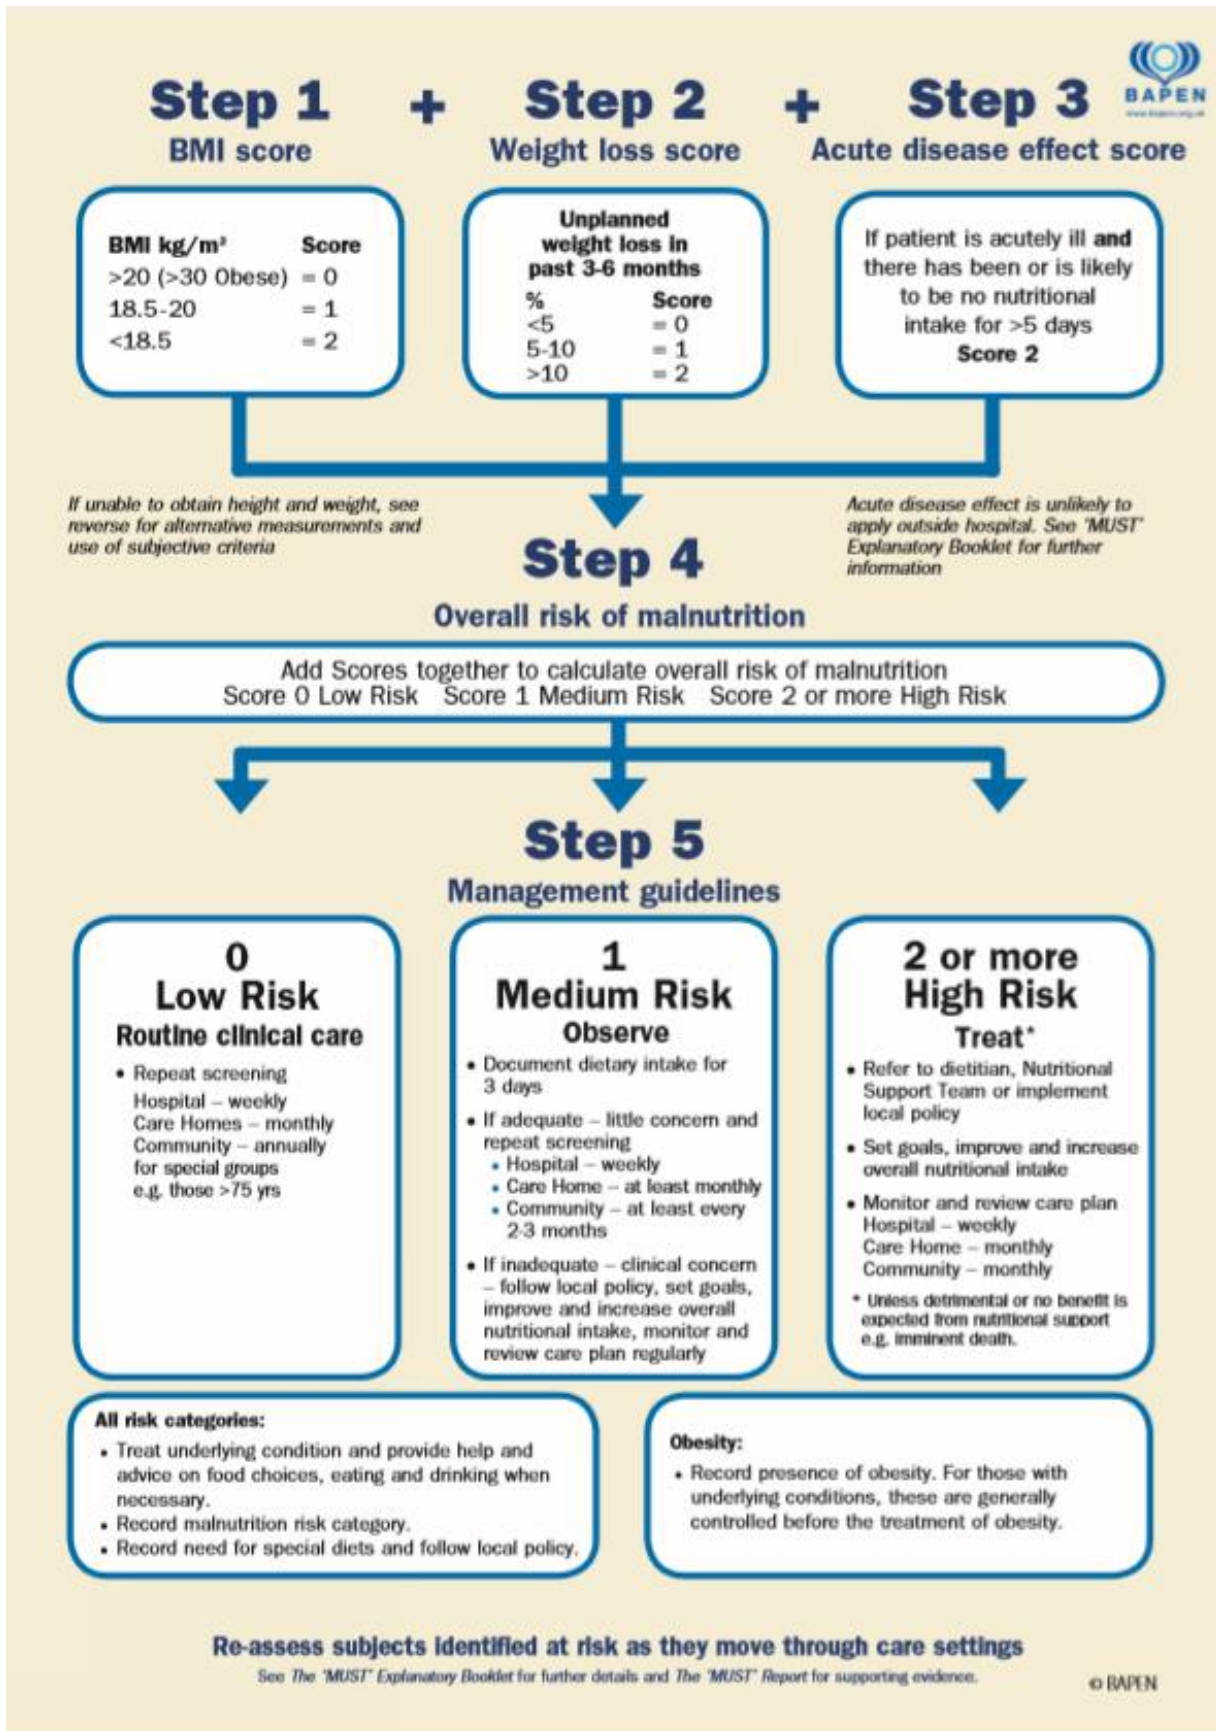 BAPEN
Step 1 + Step 2 + Step 3
BMI score
Weight loss score
Acute disease effect score
BMI kg/m² Score
>20 (>30 Obese) = 0
18.5-20 = 1
<18.5 = 2
Unplanned
weight loss in
past 3-6 months
% Score
<5 = 0
5-10 = 1
>10 = 2
If patient is acutely ill and
there has been or is likely
to be no nutritional
intake for >5 days
Score 2
If unable to obtain height and weight, see
reverse for alternative measurements and
use of subjective criteria
Acute disease effect is unlikely to
apply outside hospital. See 'MUST'
Explanatory Booklet for further
information
Step 4
Overall risk of malnutrition
Add Scores together to calculate overall risk of malnutrition
Score 0 Low Risk Score 1 Medium Risk Score 2 or more High Risk
Step 5
Management guidelines
0
Low Risk
Routine clinical care
• Repeat screening
Hospital – weekly
Care Homes – monthly
Community – annually
for special groups
e.g. those >75 yrs
1
Medium Risk
Observe
• Document dietary intake for
3 days
• If adequate – little concern and
repeat screening
• Hospital – weekly
• Care Home – at least monthly
• Community – at least every
2-3 months
• If inadequate – clinical concern
– follow local policy, set goals,
improve and increase overall
nutritional intake, monitor and
review care plan regularly
2 or more
High Risk
Treat*
• Refer to dietitian, Nutritional
Support Team or implement
local policy
• Set goals, improve and increase
overall nutritional intake
• Monitor and review care plan
Hospital – weekly
Care Home – monthly
Community – monthly
* Unless detrimental or no benefit is
expected from nutritional support
e.g. imminent death.
All risk categories:
• Treat underlying condition and provide help and
advice on food choices, eating and drinking when
necessary.
• Record malnutrition risk category.
• Record need for special diets and follow local policy.
Obesity:
• Record presence of obesity. For those with
underlying conditions, these are generally
controlled before the treatment of obesity.
Re-assess subjects identified at risk as they move through care settings
See The 'MUST' Explanatory Booklet for further details and The 'MUST' Report for supporting evidence.
© BAPEN